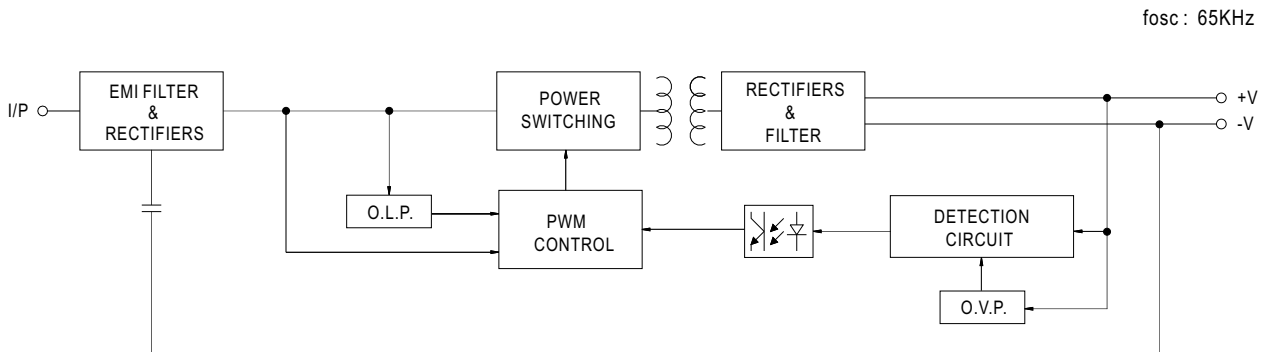 fosc : 65KHz
I/P
EMI FILTER
&
RECTIFIERS
POWER
SWITCHING
RECTIFIERS
&
FILTER
+V
-V
O.L.P.
PWM
CONTROL
DETECTION
CIRCUIT
O.V.P.